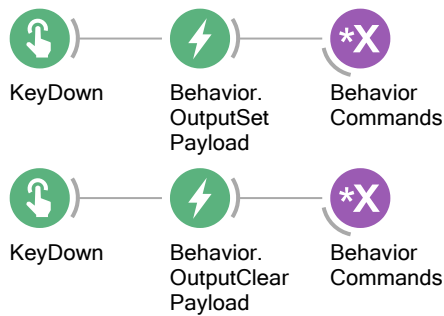 *X
KeyDown
Behavior.
OutputSet
Payload
Behavior
Commands
*X
KeyDown
Behavior.
OutputClear
Payload
Behavior
Commands